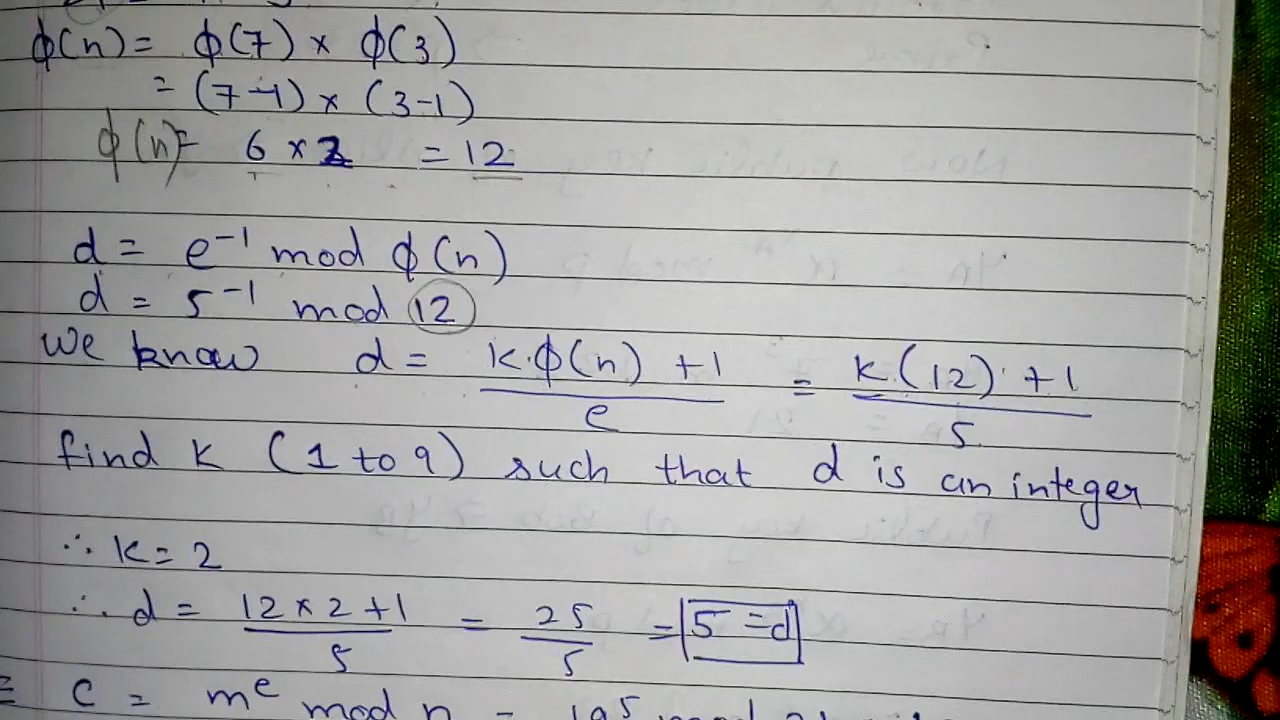 ϕ(n) = ϕ(7) × ϕ(3)
= (7-1) × (3-1)
ϕ(n) = 6 × 2 = 12
d = e⁻¹ mod ϕ(n)
d = 5⁻¹ mod 12
We know d = (k·ϕ(n) + 1) / e = (k·(12) + 1) / 5
find k (1 to 9) such that d is an integer
∴ k = 2
∴ d = (12 × 2 + 1) / 5 = 25 / 5 = 5 = d
c = mᵉ mod n =